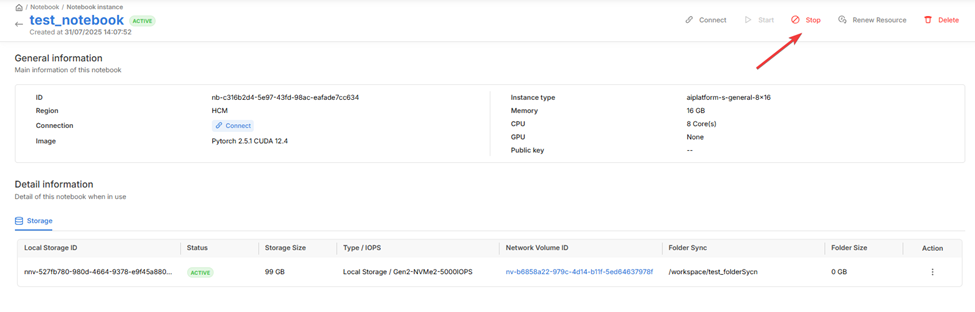 / Notebook / Notebook instance
← test_notebook ACTIVE
Created at 31/07/2025 14:07:52
Connect Start Stop Renew Resource Delete
General information
Main information of this notebook
ID nb-c316b2d4-5e97-43fd-98ac-eafade7cc634
Region HCM
Connection Connect
Image Pytorch 2.5.1 CUDA 12.4
Instance type aiplatform-s-general-8x16
Memory 16 GB
CPU 8 Core(s)
GPU None
Public key --
Detail information
Detail of this notebook when in use
Storage
Local Storage ID Status Storage Size Type / IOPS Network Volume ID Folder Sync Folder Size Action
nnv-527fb780-980d-4664-9378-e9f45a880... ACTIVE 99 GB Local Storage / Gen2-NVMe2-5000IOPS nv-b6858a22-979c-4d14-b11f-5ed64637978f /workspace/test_folderSycn 0 GB